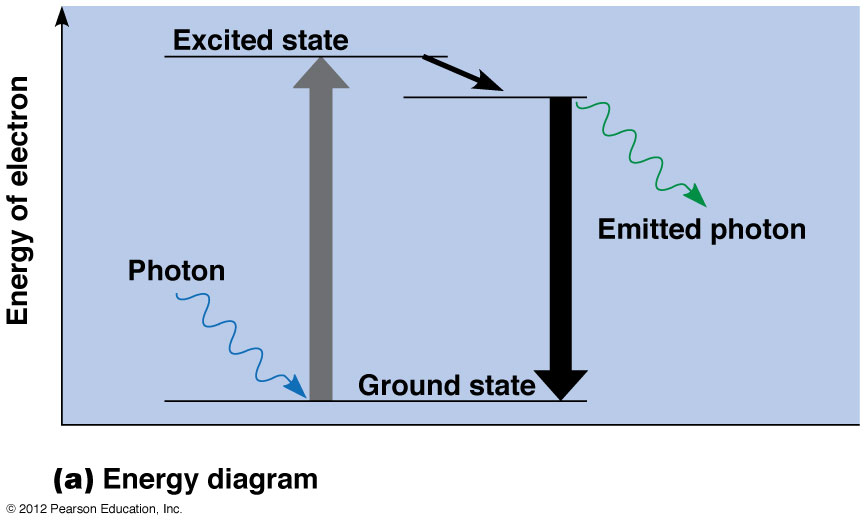 Excited state
Energy of electron
Emitted photon
Photon
Ground state
(a) Energy diagram
© 2012 Pearson Education, Inc.